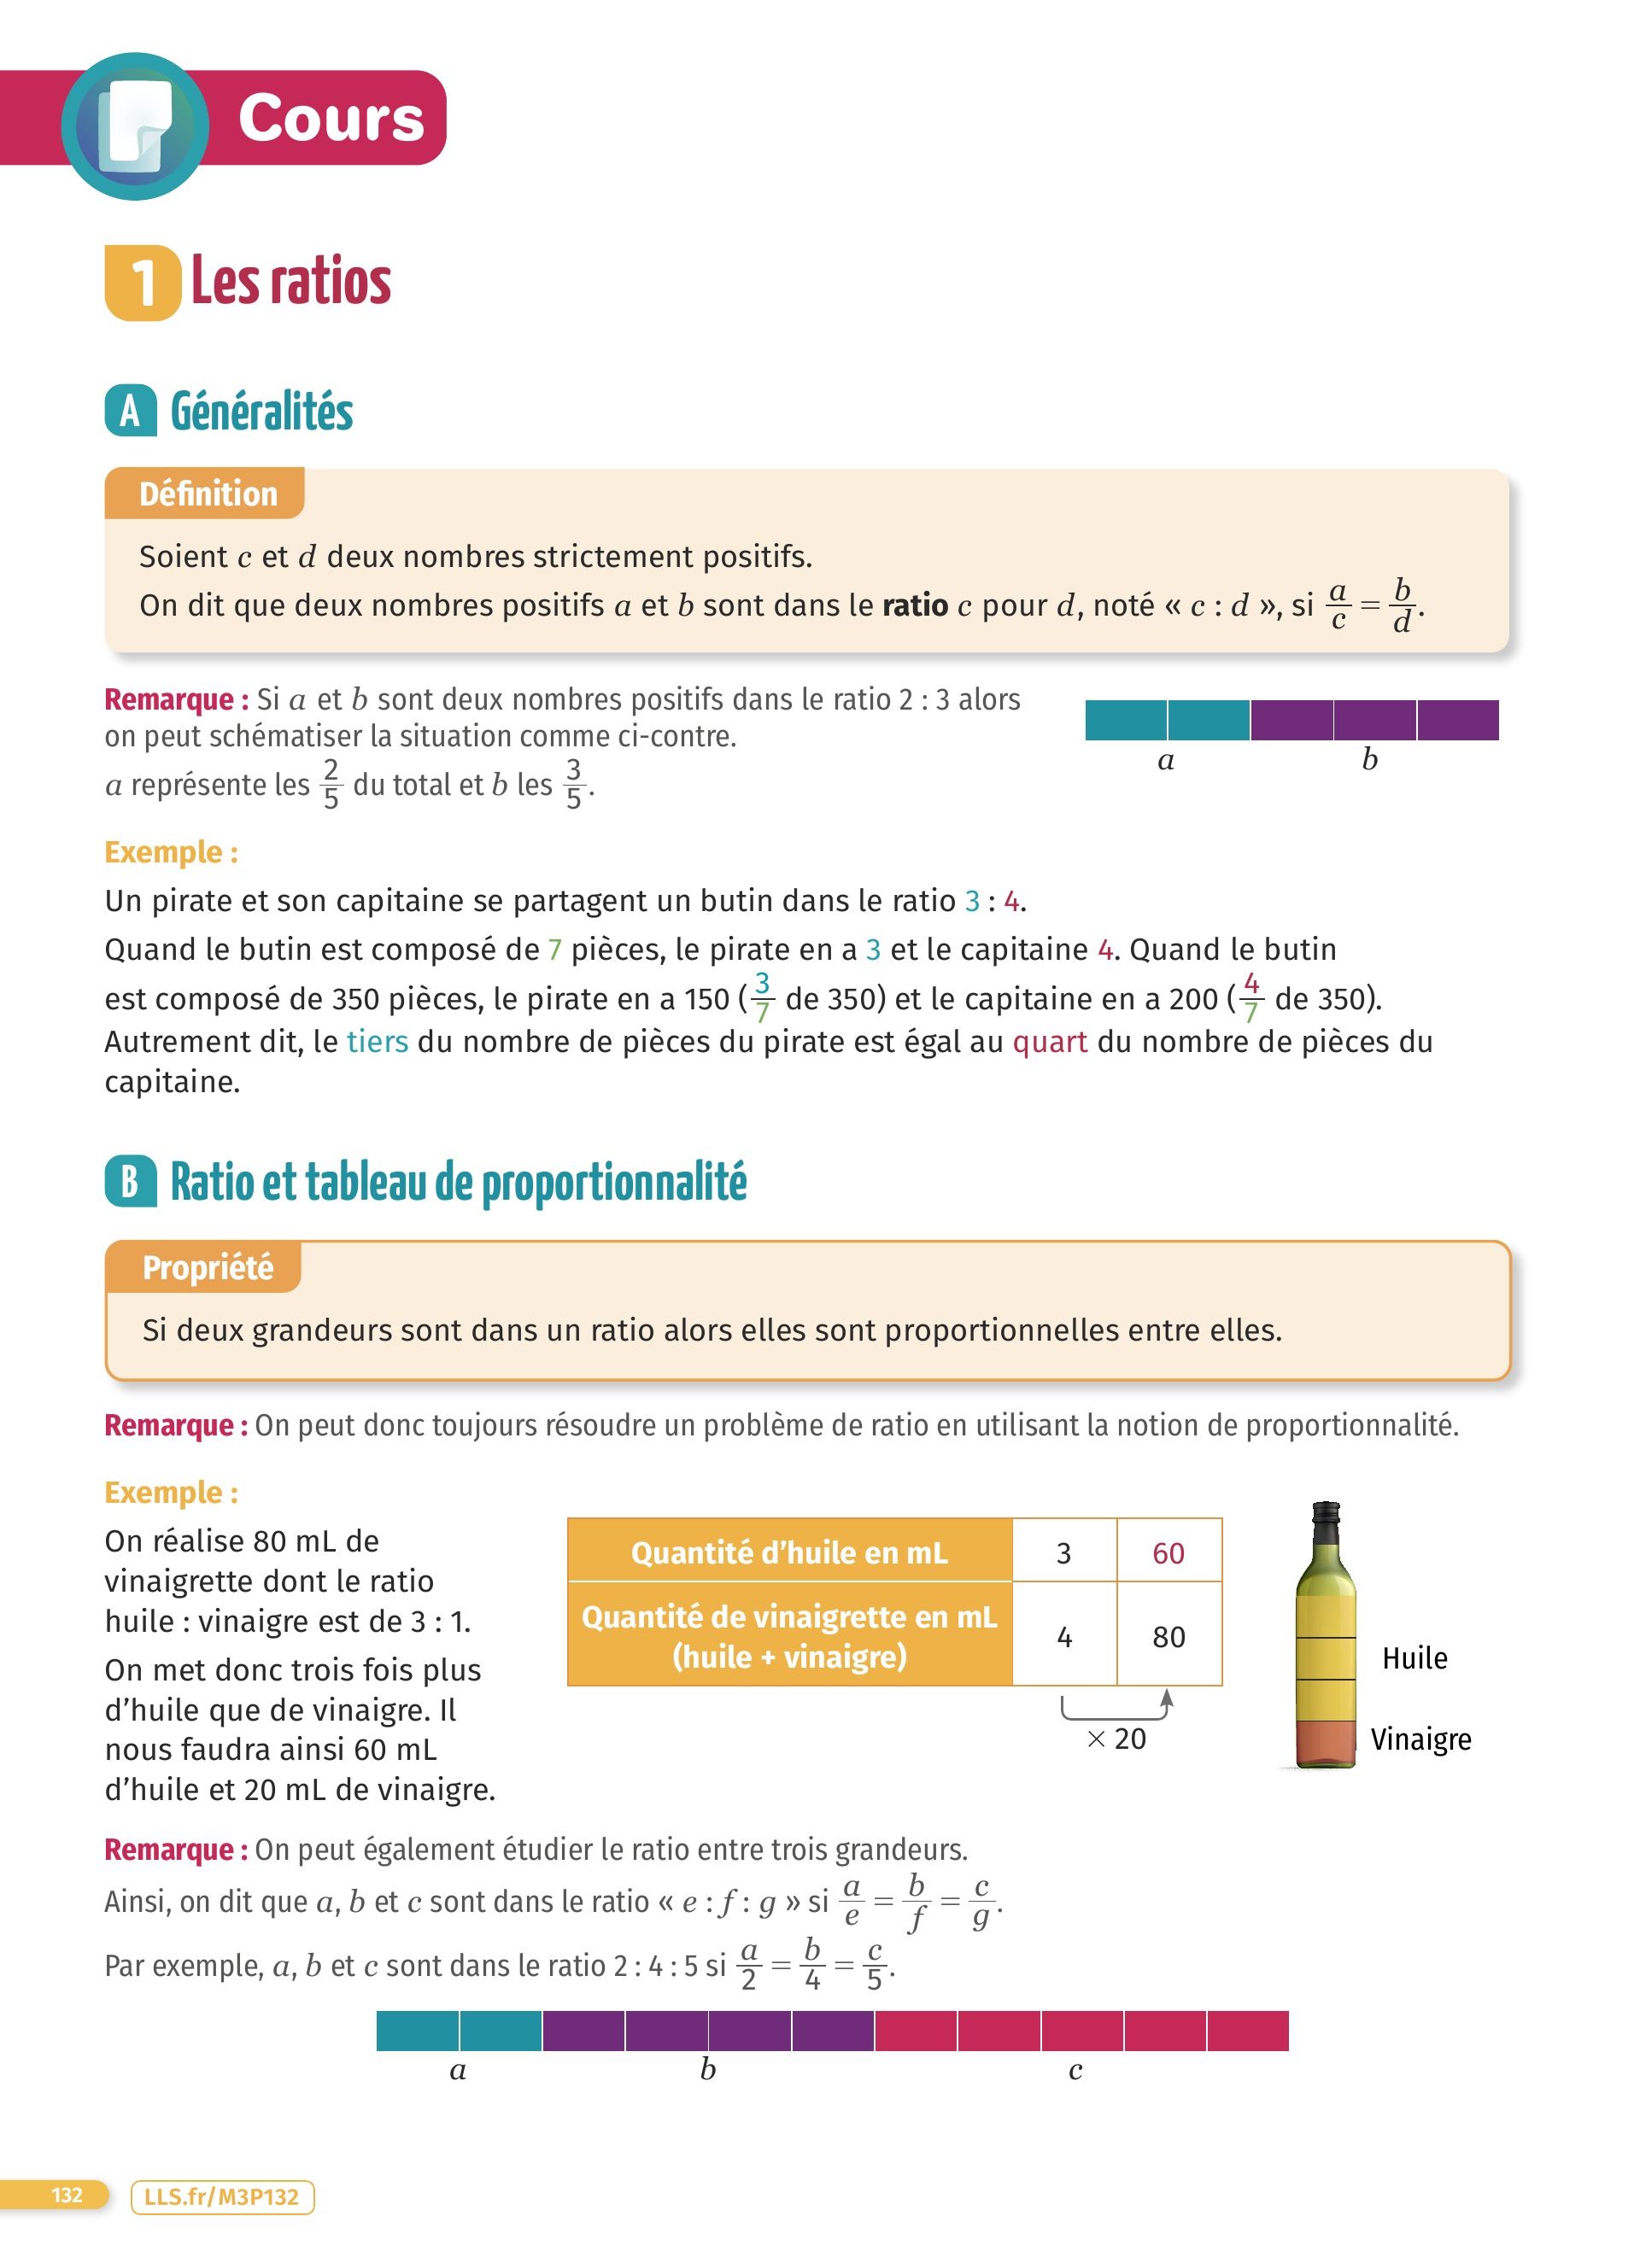 Cours
1 Les ratios
A Généralités
Définition
Soient c et d deux nombres strictement positifs.
On dit que deux nombres positifs a et b sont dans le ratio c pour d, noté « c : d », si a/c = b/d.
Remarque : Si a et b sont deux nombres positifs dans le ratio 2 : 3 alors
on peut schématiser la situation comme ci-contre.
a représente les 2/5 du total et b les 3/5.
a b
Exemple :
Un pirate et son capitaine se partagent un butin dans le ratio 3 : 4.
Quand le butin est composé de 7 pièces, le pirate en a 3 et le capitaine 4. Quand le butin
est composé de 350 pièces, le pirate en a 150 (3/7 de 350) et le capitaine en a 200 (4/7 de 350).
Autrement dit, le tiers du nombre de pièces du pirate est égal au quart du nombre de pièces du
capitaine.
B Ratio et tableau de proportionnalité
Propriété
Si deux grandeurs sont dans un ratio alors elles sont proportionnelles entre elles.
Remarque : On peut donc toujours résoudre un problème de ratio en utilisant la notion de proportionnalité.
Exemple :
On réalise 80 mL de
vinaigrette dont le ratio
huile : vinaigre est de 3 : 1.
On met donc trois fois plus
d'huile que de vinaigre. Il
nous faudra ainsi 60 mL
d'huile et 20 mL de vinaigre.
Quantité d'huile en mL 3 60
Quantité de vinaigrette en mL
(huile + vinaigre) 4 80
× 20
Huile
Vinaigre
Remarque : On peut également étudier le ratio entre trois grandeurs.
Ainsi, on dit que a, b et c sont dans le ratio « e : f : g » si a/e = b/f = c/g.
Par exemple, a, b et c sont dans le ratio 2 : 4 : 5 si a/2 = b/4 = c/5.
a b c
132 LLS.fr/M3P132